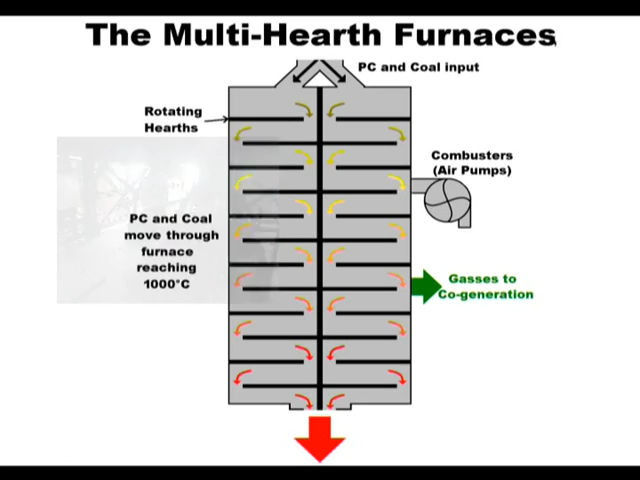 The Multi-Hearth Furnaces
PC and Coal input
Rotating
Hearths
Combusters
(Air Pumps)
PC and Coal
move through
furnace
reaching
1000°C
Gasses to
Co-generation